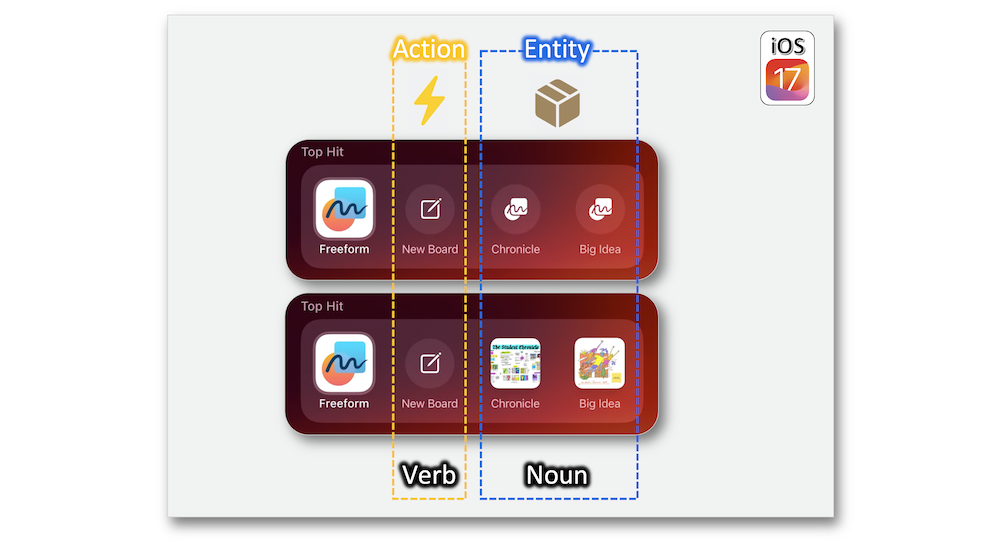 Action
Entity
iOS
17
Top Hit
Freeform
New Board
Chronicle
Big Idea
Top Hit
The Student Chronicle
Freeform
New Board
Chronicle
Big Idea
Verb
Noun